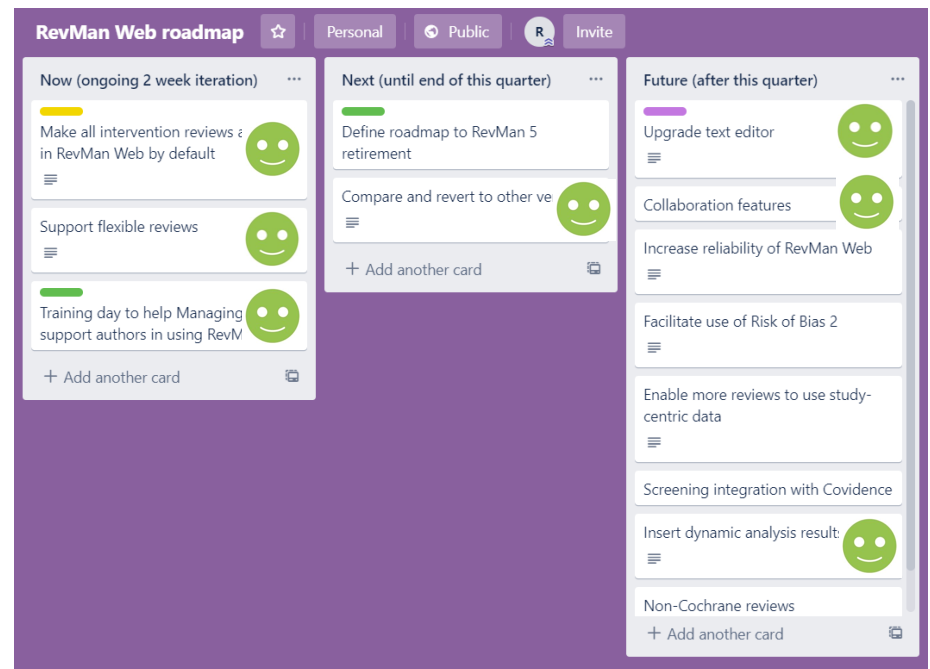 RevMan Web roadmap
Personal
Public
R
Invite
Now (ongoing 2 week iteration)
Make all intervention reviews
in RevMan Web by default
Support flexible reviews
Training day to help Managing
support authors in using
Add another card
Next (until end of this quarter)
Define roadmap to RevMan 5
retirement
Compare and revert to other
Add another card
Future (after this quarter)
Upgrade text editor
Collaboration features
Increase reliability of RevMan Web
Facilitate use of Risk of Bias 2
Enable more reviews to use study-
centric data
Screening integration with Covidence
Insert dynamic analysis
Non-Cochrane reviews
Add another card